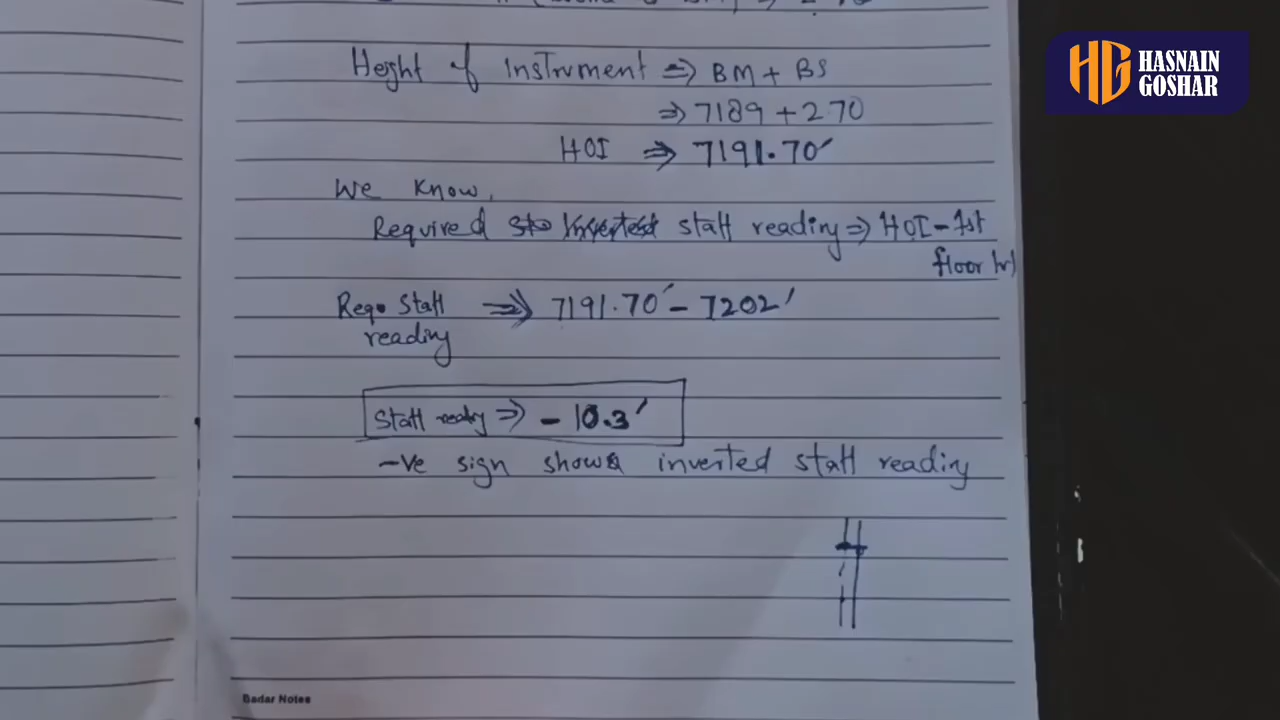 HASNAIN
GOSHAR
Height of Instrument ⇒ BM + BS
⇒ 7189 + 2.70
HOI ⇒ 7191.70′
We know,
Required staff reading ⇒ HOI - 1st
floor
Req. Staff ⇒ 7191.70′ - 7202′
reading
Staff ready ⇒ - 10.3′
-ve sign shows inverted staff reading
Badar Notes